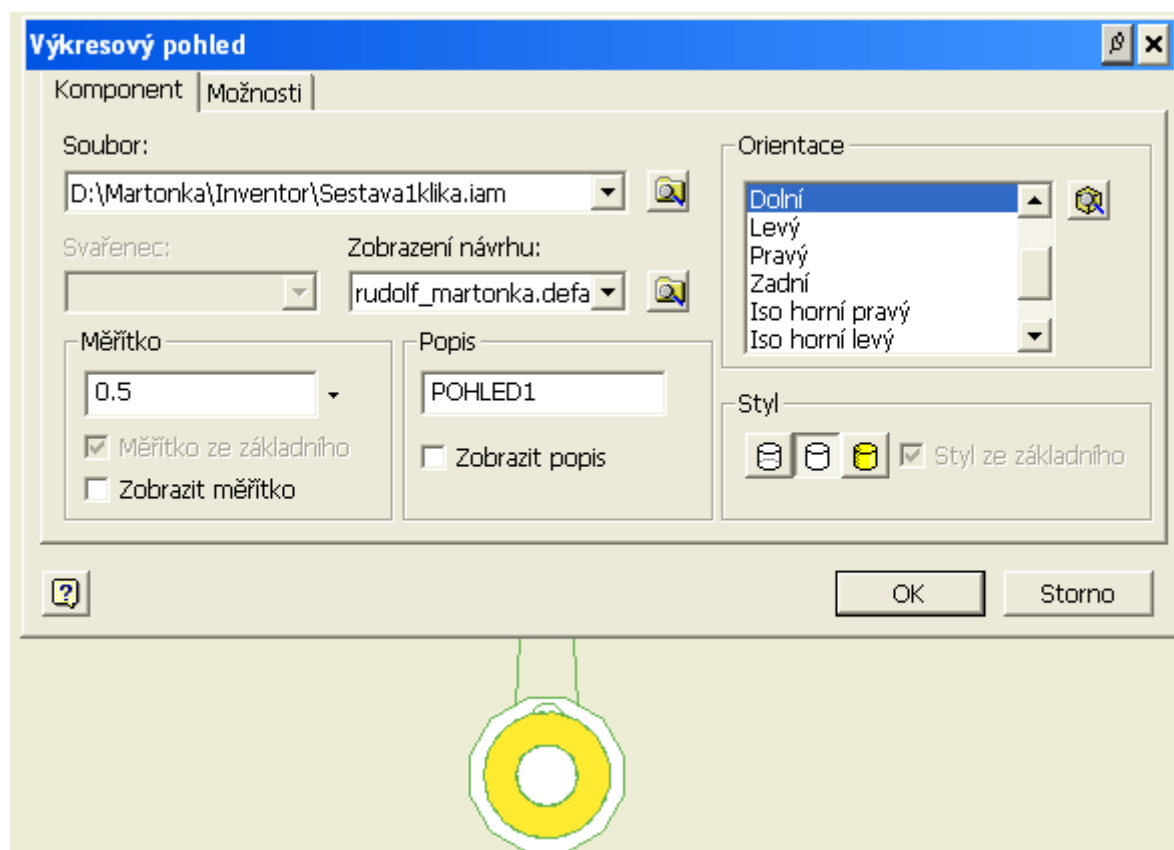 Výkresový pohled
Komponent
Možnosti
Soubor:
D:\Martonka\Inventor\Sestava1klika.iam
Svařenec:
Zobrazení návrhu:
rudolf_martonka.defa
Měřítko
0.5
Měřítko ze základního
Zobrazit měřítko
Popis
POHLED1
Zobrazit popis
Orientace
Dolní
Levý
Pravý
Zadní
Iso horní pravý
Iso horní levý
Styl
Styl ze základního
OK
Storno